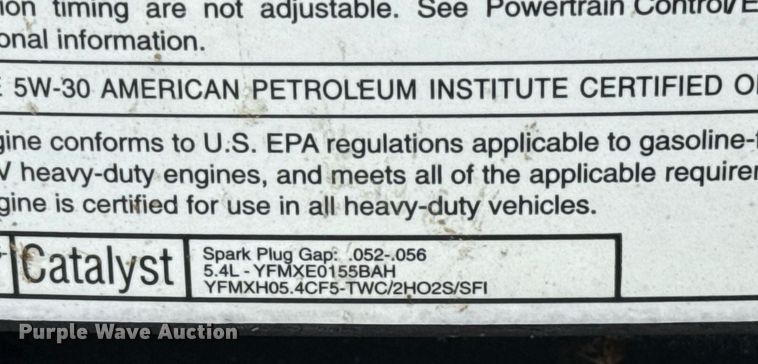 timing are not adjustable. See Powertrain Control/E
onal information.
5W-30 AMERICAN PETROLEUM INSTITUTE CERTIFIED O
gine conforms to U.S. EPA regulations applicable to gasoline-f
V heavy-duty engines, and meets all of the applicable requirem
gine is certified for use in all heavy-duty vehicles.
Catalyst
Spark Plug Gap: .052-.056
5.4L - YFMXE0155BAH
YFMXH05.4CF5-TWC/2HO2S/SFI
Purple Wave Auction